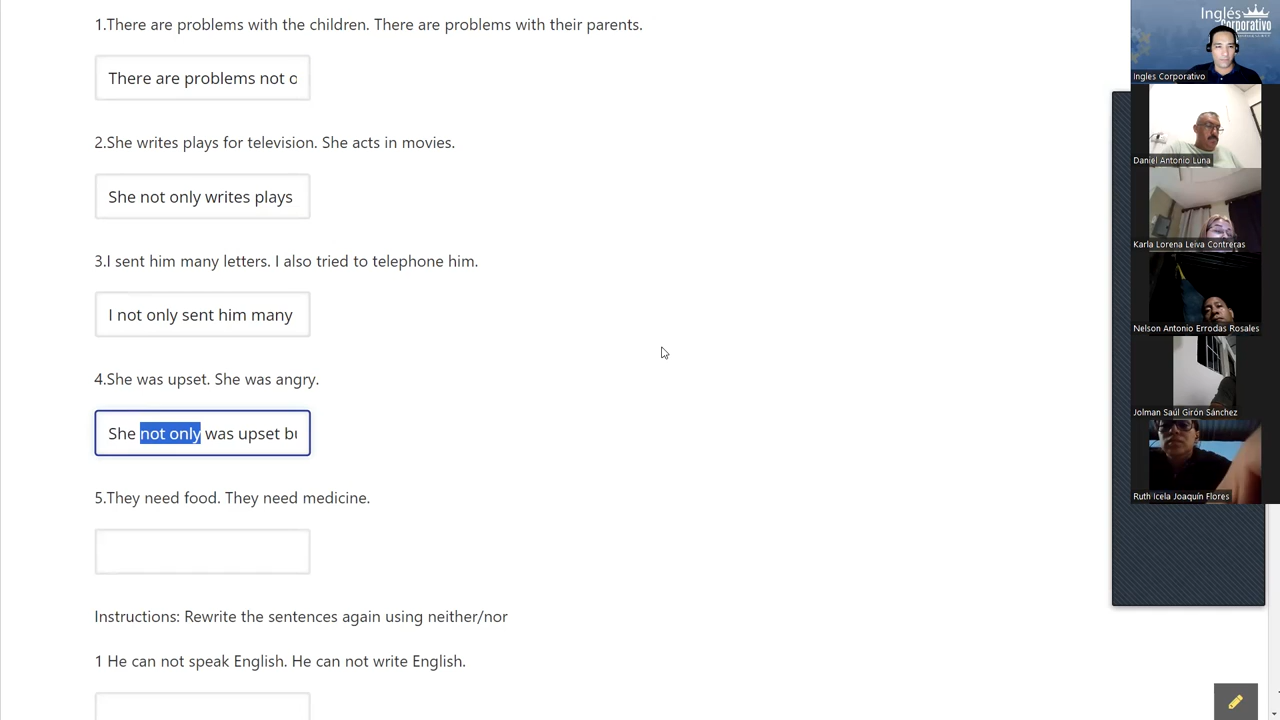 1.There are problems with the children. There are problems with their parents.
There are problems not o
2.She writes plays for television. She acts in movies.
She not only writes plays
3.I sent him many letters. I also tried to telephone him.
I not only sent him many
4.She was upset. She was angry.
She not only was upset bu
5.They need food. They need medicine.
Instructions: Rewrite the sentences again using neither/nor
1 He can not speak English. He can not write English.
Inglés
Corporativo
Ingles Corporativo
Daniel Antonio Luna
Karla Lorena Leiva Contreras
Nelson Antonio Errodas Rosales
Jolman Saúl Girón Sánchez
Ruth Icela Joaquín Flores